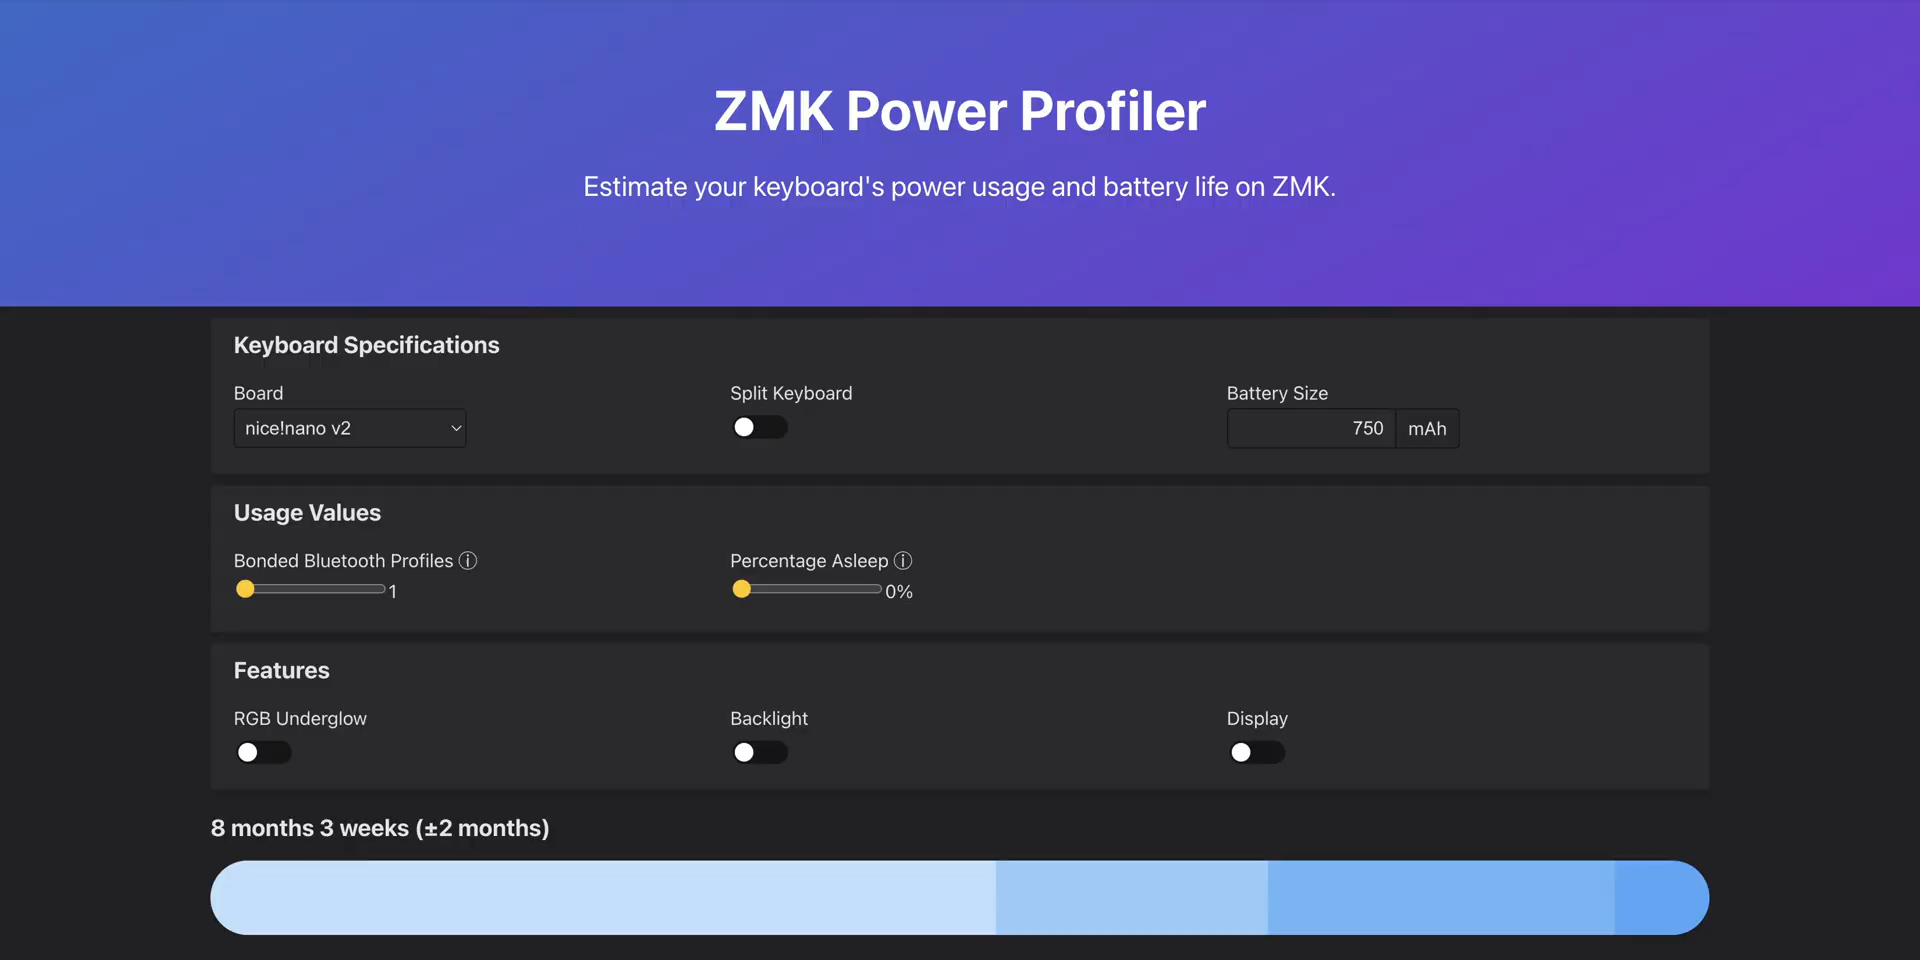 ZMK Power Profiler
Estimate your keyboard's power usage and battery life on ZMK.
Keyboard Specifications
Board
nice!nano v2
Split Keyboard
Battery Size
750 mAh
Usage Values
Bonded Bluetooth Profiles ⓘ
1
Percentage Asleep ⓘ
0%
Features
RGB Underglow
Backlight
Display
8 months 3 weeks (±2 months)